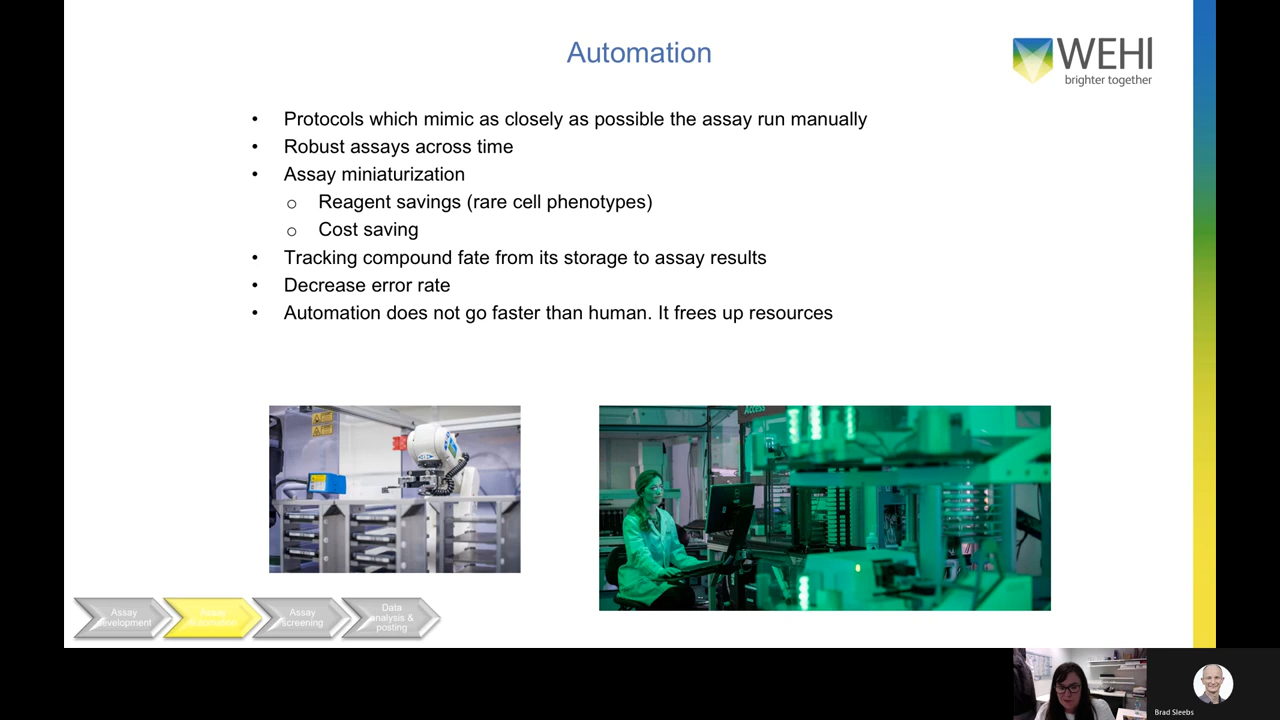 Automation
WEHI
brighter together
• Protocols which mimic as closely as possible the assay run manually
• Robust assays across time
• Assay miniaturization
o Reagent savings (rare cell phenotypes)
o Cost saving
• Tracking compound fate from its storage to assay results
• Decrease error rate
• Automation does not go faster than human. It frees up resources
Access
Assay
development
Assay
automation
Assay
screening
Data
analysis &
posting
Brad Sleebs